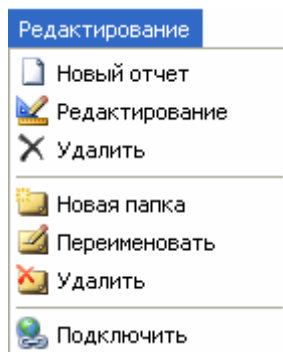 Редактирование
Новый отчет
Редактирование
Удалить
Новая папка
Переименовать
Удалить
Подключить